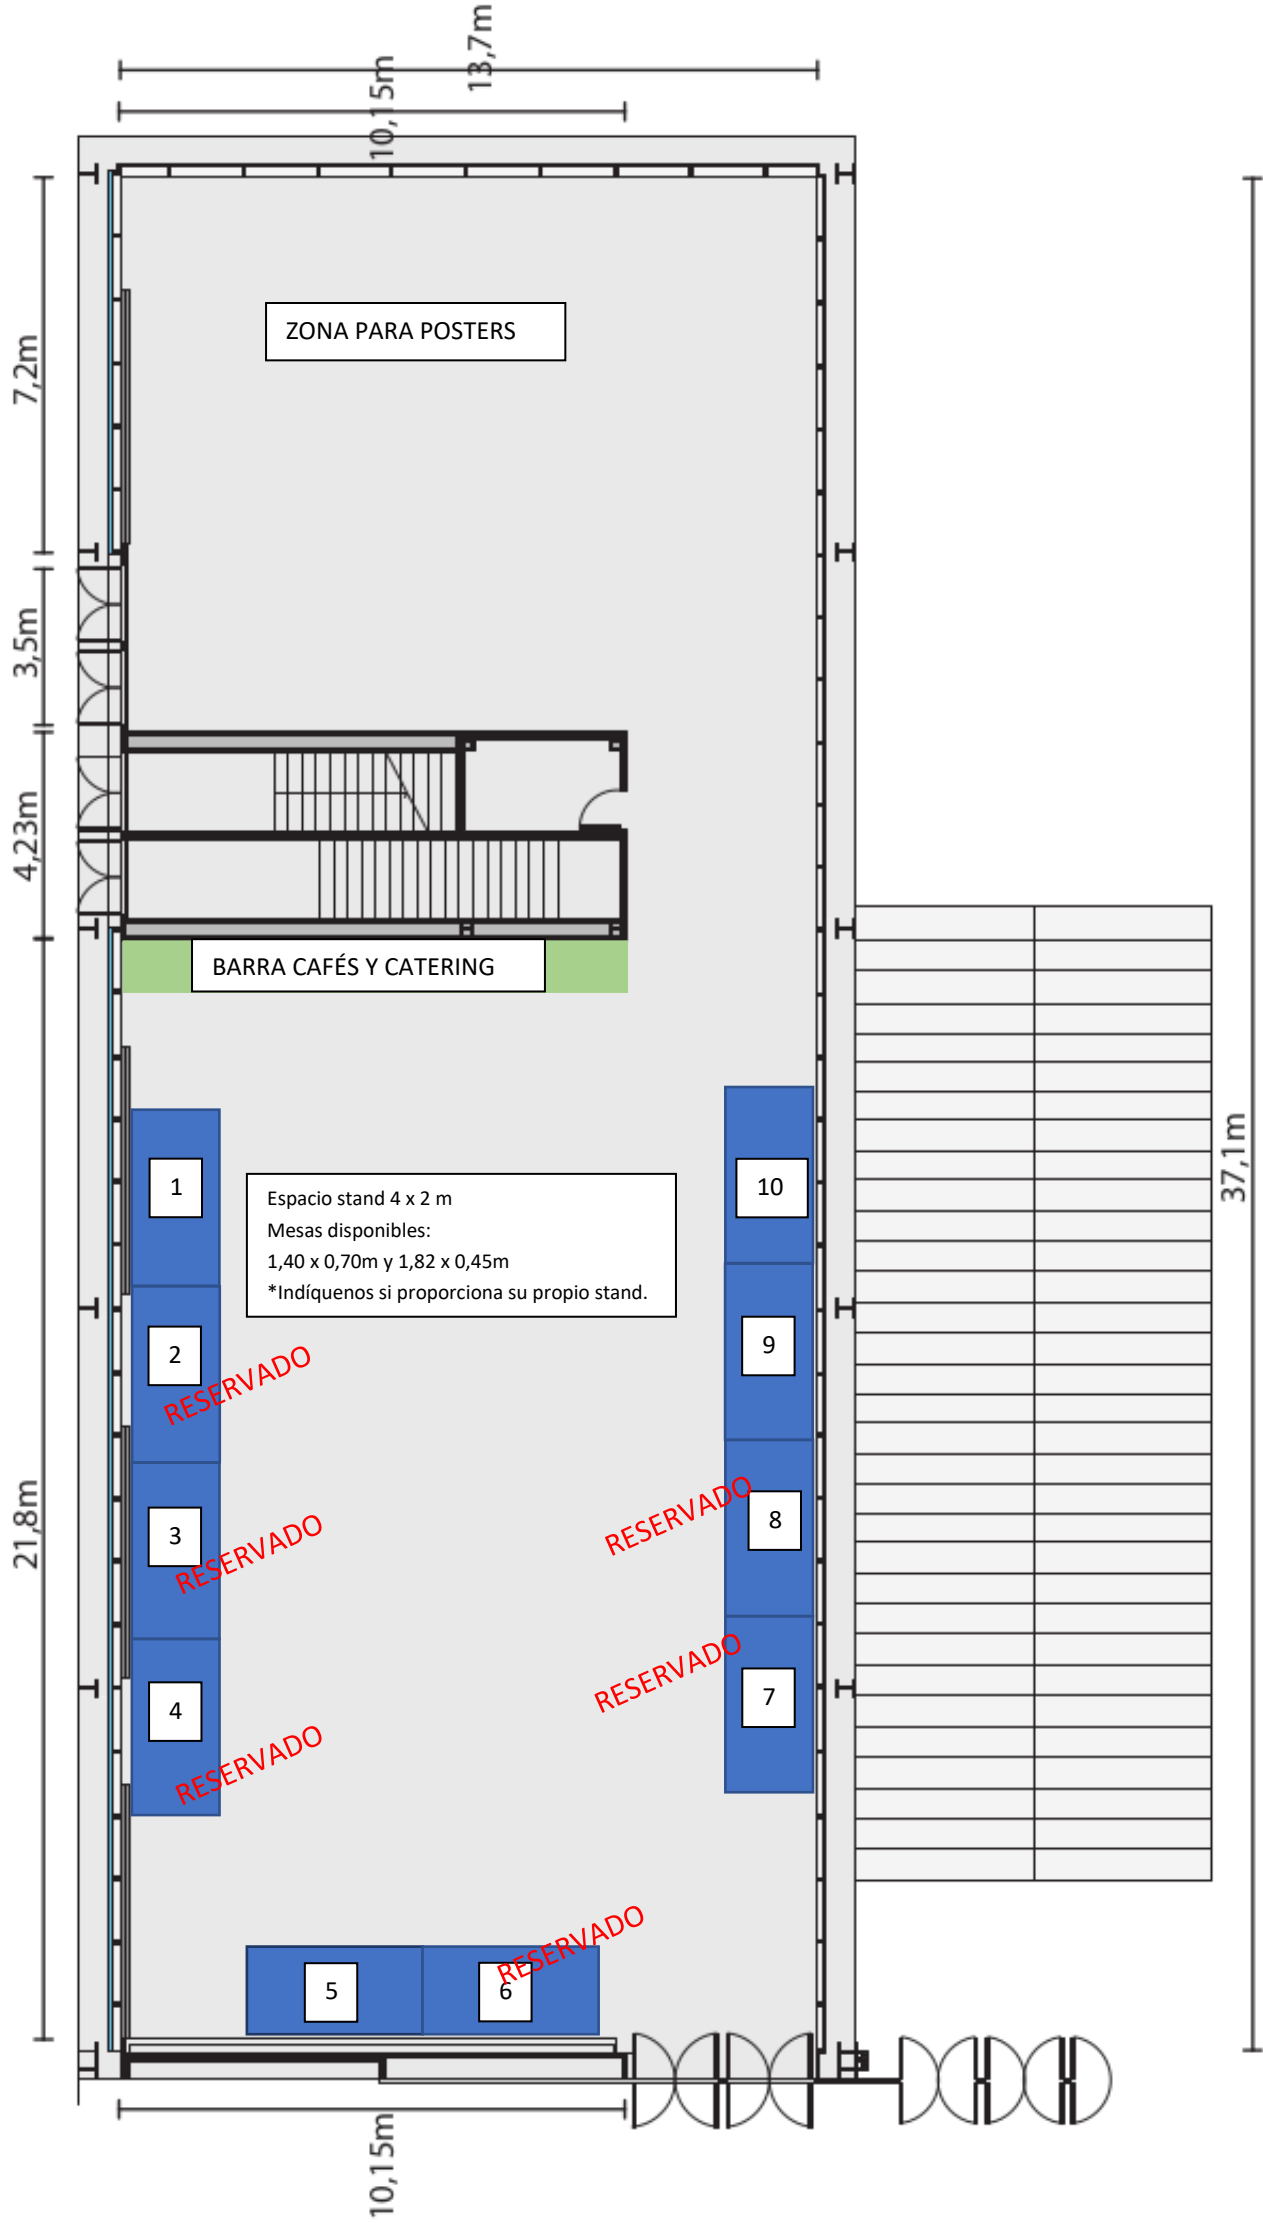 13,7m
10,15m
7,2m
ZONA PARA POSTERS
3,5m
4,23m
BARRA CAFÉS Y CATERING
37,1m
1
10
Espacio stand 4 x 2 m
Mesas disponibles:
1,40 x 0,70m y 1,82 x 0,45m
*Indíquenos si proporciona su propio stand.
2
RESERVADO
9
21,8m
3
RESERVADO
RESERVADO
8
4
RESERVADO
RESERVADO
7
5
6
RESERVADO
10,15m